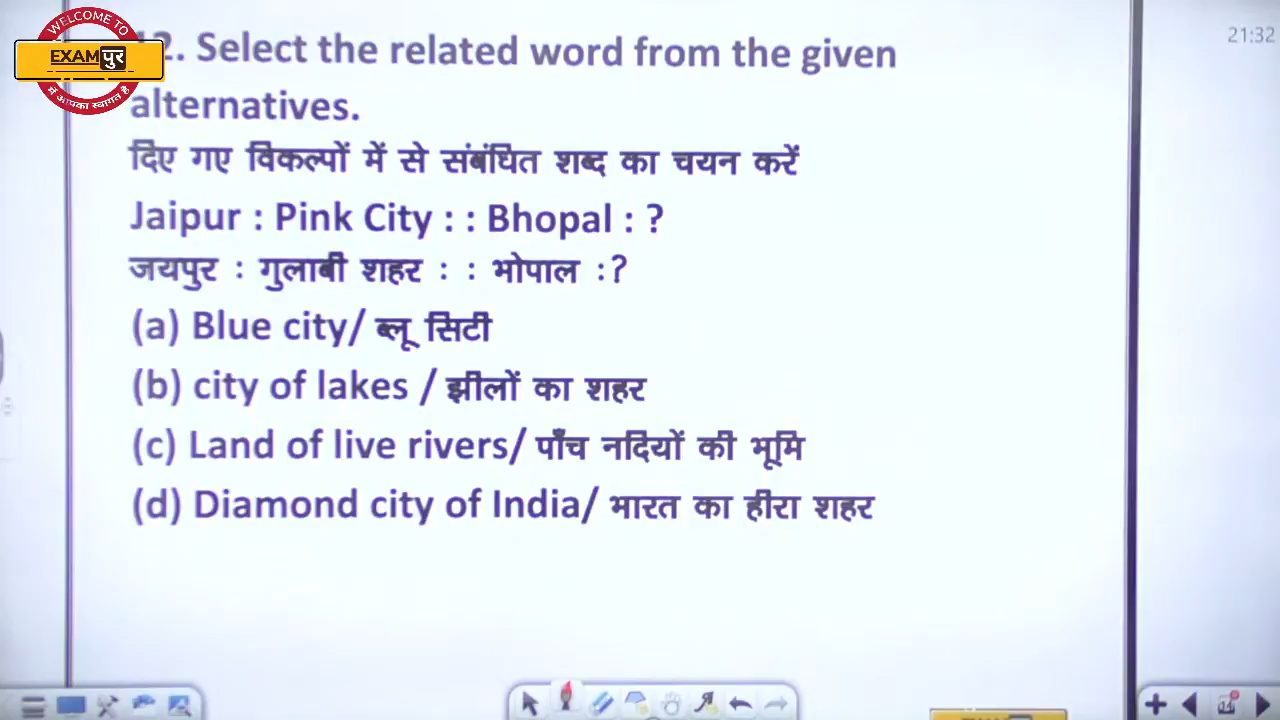 WELCOME TO
EXAMपुर
में आपका स्वागत है
21:32
12. Select the related word from the given
alternatives.
दिए गए विकल्पों में से संबंधित शब्द का चयन करें
Jaipur : Pink City : : Bhopal : ?
जयपुर : गुलाबी शहर : : भोपाल :?
(a) Blue city/ ब्लू सिटी
(b) city of lakes / झीलों का शहर
(c) Land of live rivers/ पाँच नदियों की भूमि
(d) Diamond city of India/ भारत का हीरा शहर